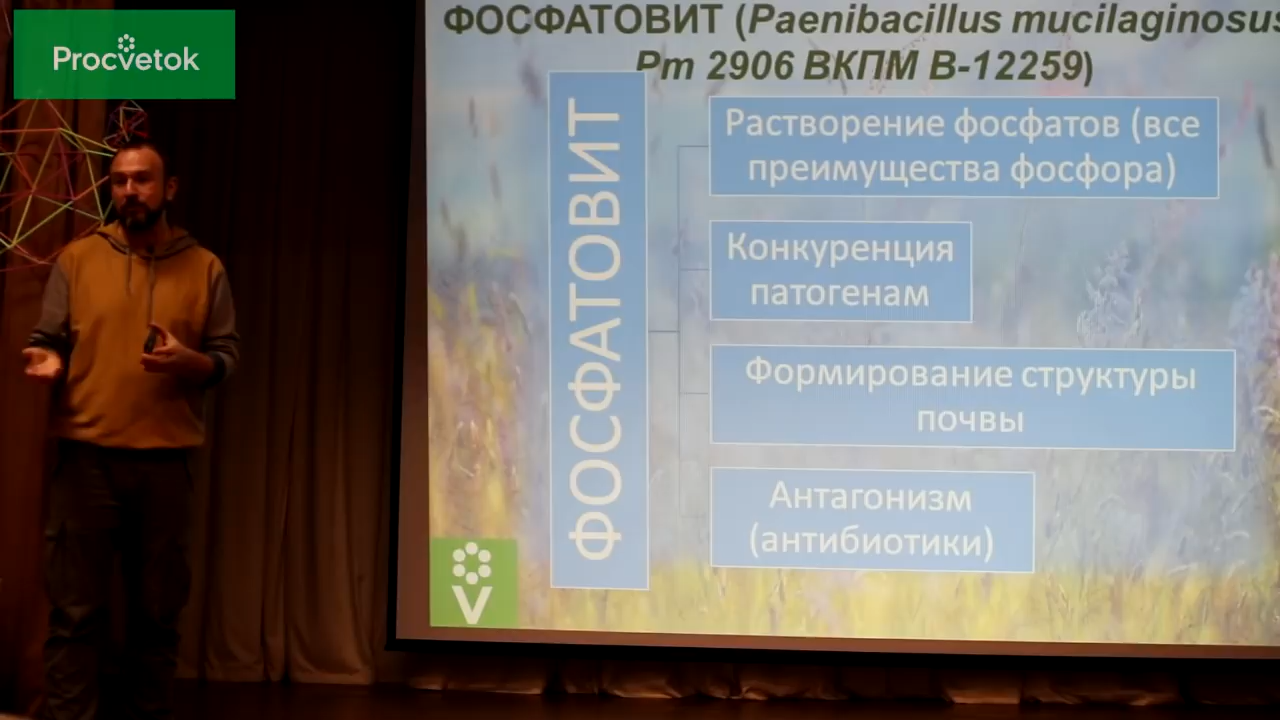 Procvetok
ФОСФАТОВИТ (Paenibacillus mucilaginosus
Pm 2906 ВКПМ В-12259)
ФОСФАТОВИТ
Растворение фосфатов (все
преимущества фосфора)
Конкуренция
патогенам
Формирование структуры
почвы
Антагонизм
(антибиотики)